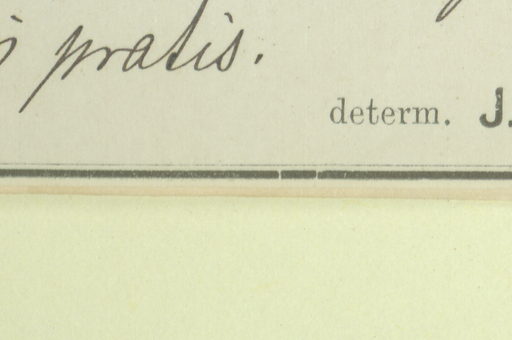 pratis.
determ. J.